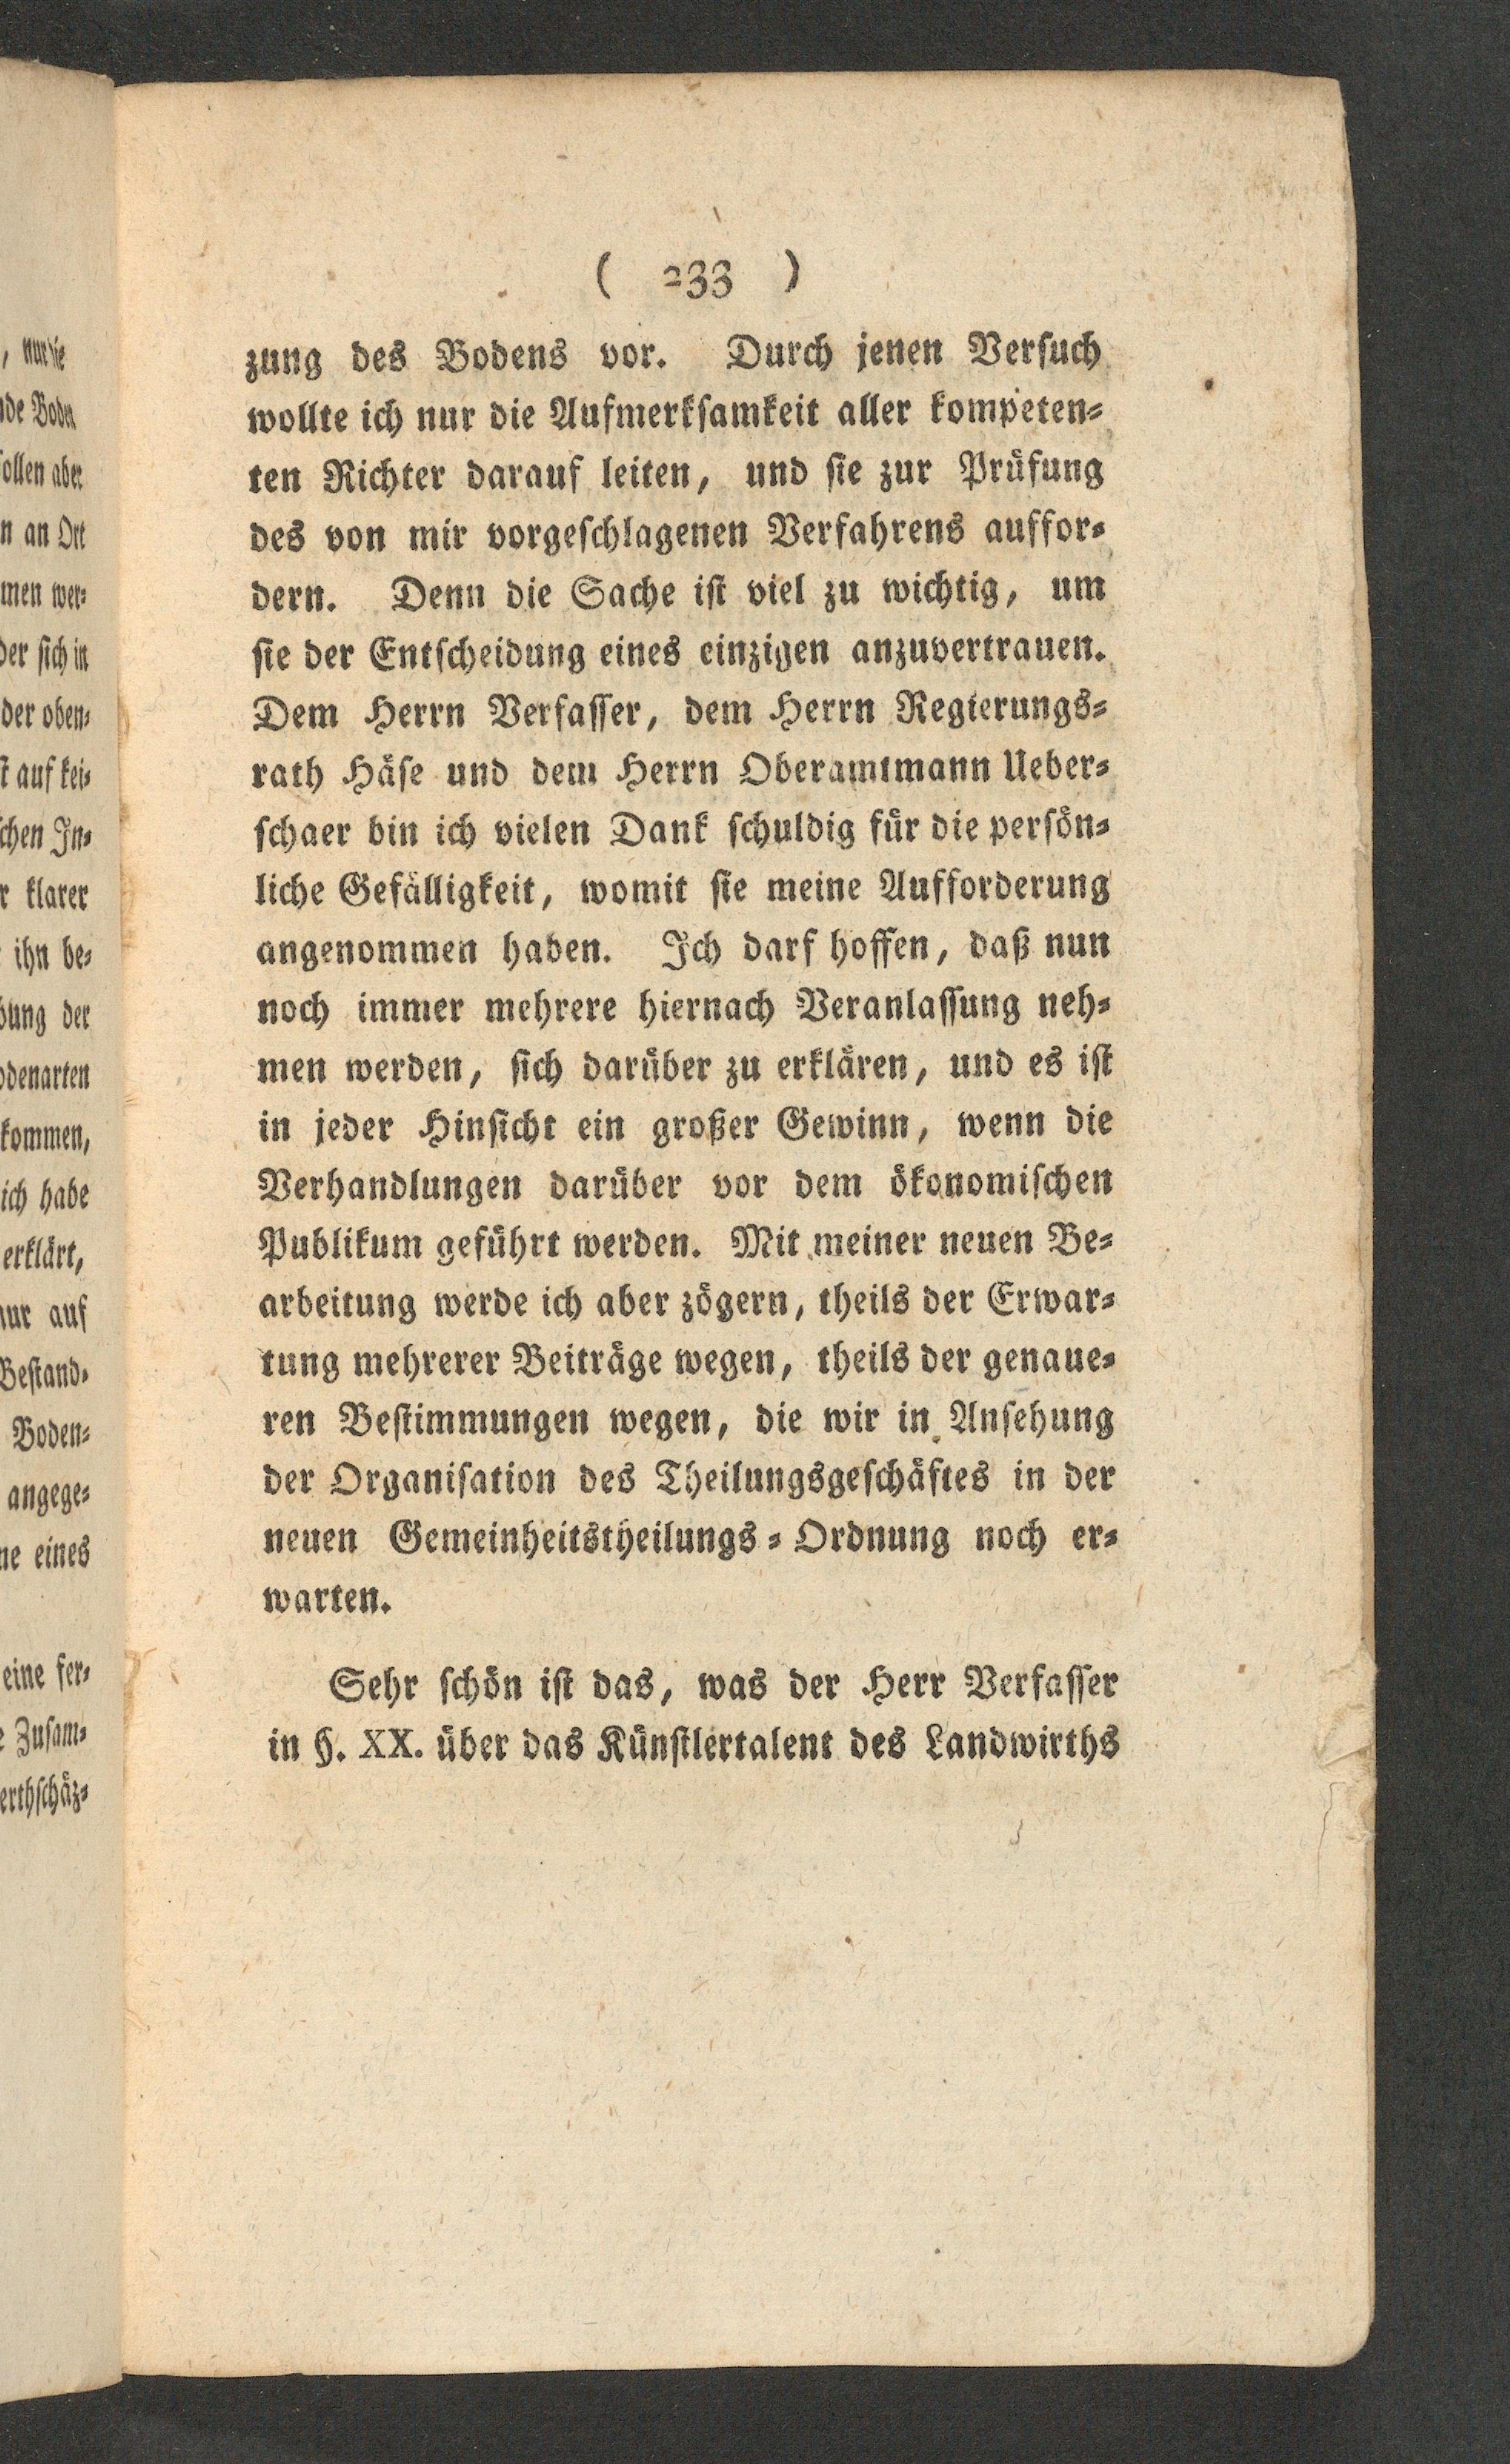 ( 233 )
zung des Bodens vor. Durch jenen Verſuch
wollte ich nur die Aufmerkſamkeit aller kompeten⸗
ten Richter darauf leiten, und ſie zur Prüfung
des von mir vorgeſchlagenen Verfahrens auffor⸗
dern. Denn die Sache iſt viel zu wichtig, um
ſie der Entſcheidung eines einzigen anzuvertrauen.
Dem Herrn Verfaſſer, dem Herrn Regierungs⸗
rath Häſe und dem Herrn Oberamtmann Ueber⸗
ſchaer bin ich vielen Dank ſchuldig für die perſön⸗
liche Gefälligkeit, womit ſie meine Aufforderung
angenommen haben. Ich darf hoffen, daß nun
noch immer mehrere hiernach Veranlaſſung neh⸗
men werden, ſich darüber zu erklären, und es iſt
in jeder Hinſicht ein großer Gewinn, wenn die
Verhandlungen darüber vor dem ökonomiſchen
Publikum geführt werden. Mit meiner neuen Be⸗
arbeitung werde ich aber zögern, theils der Erwar⸗
tung mehrerer Beiträge wegen, theils der genaue⸗
ren Beſtimmungen wegen, die wir in Anſehung
der Organiſation des Theilungsgeſchäftes in der
neuen Gemeinheitstheilungs⸗Ordnung noch er⸗
warten.
Sehr ſchön iſt das, was der Herr Verfaſſer
in §. XX. über das Künſtlertalent des Landwirths